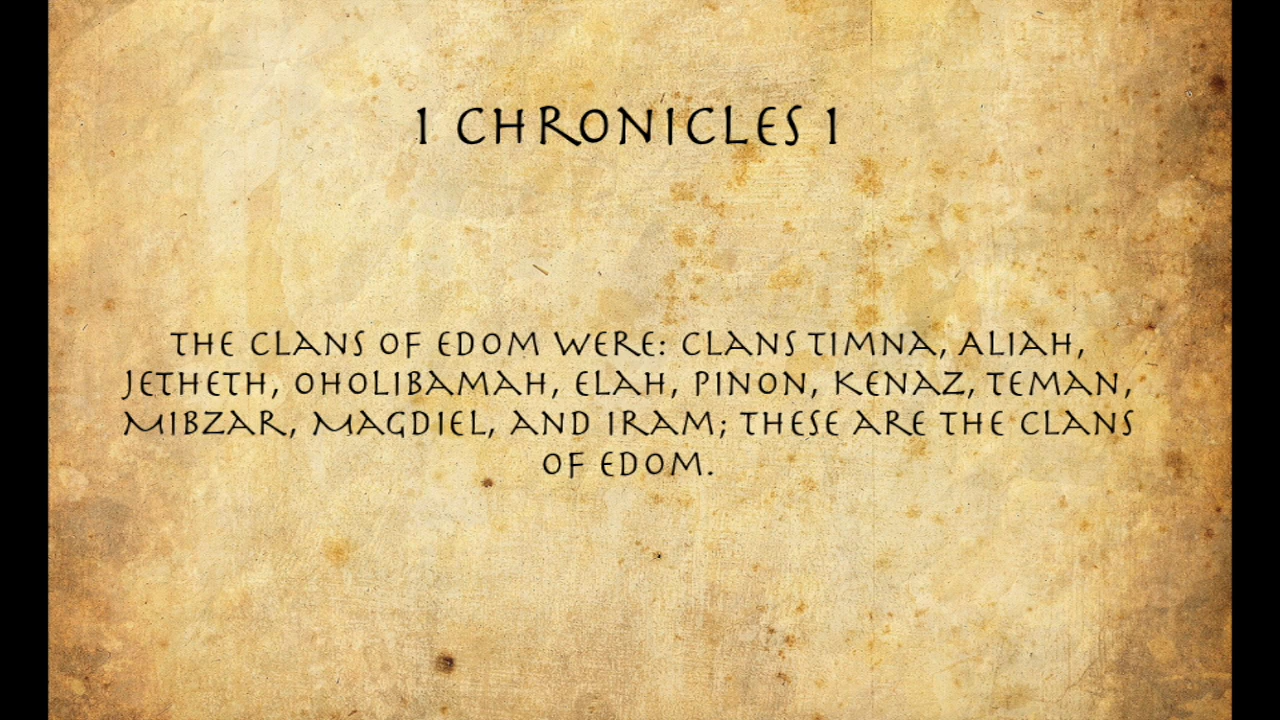 1 CHRONICLES 1
THE CLANS OF EDOM WERE: CLANS TIMNA, ALIAH,
JETHETH, OHOLIBAMAH, ELAH, PINON, KENAZ, TEMAN,
MIBZAR, MAGDIEL, AND IRAM; THESE ARE THE CLANS
OF EDOM.